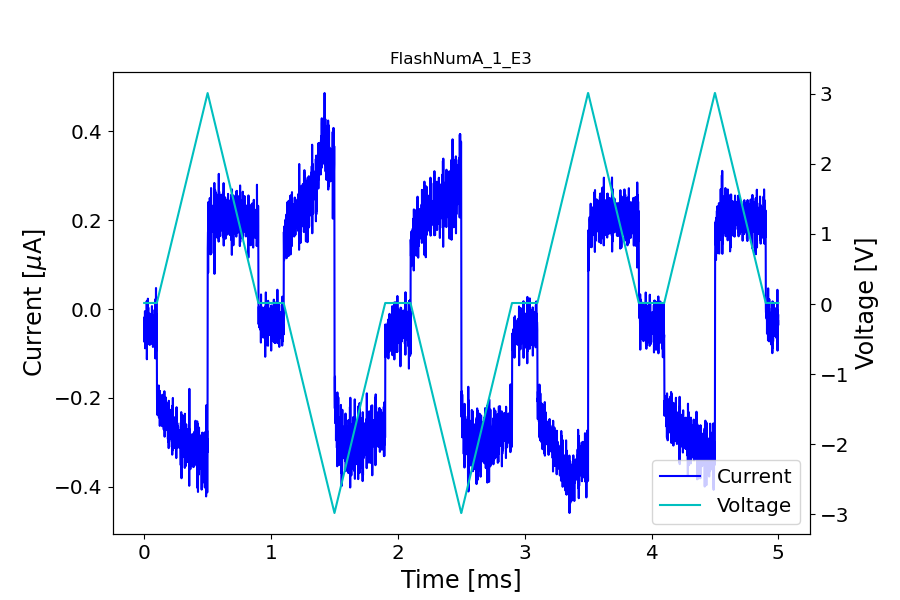 FlashNumA_1_E3
Current [μA]
0.4
0.2
0.0
−0.2
−0.4
3
2
1
0
−1
−2
−3
Voltage [V]
Current
Voltage
0 1 2 3 4 5
Time [ms]